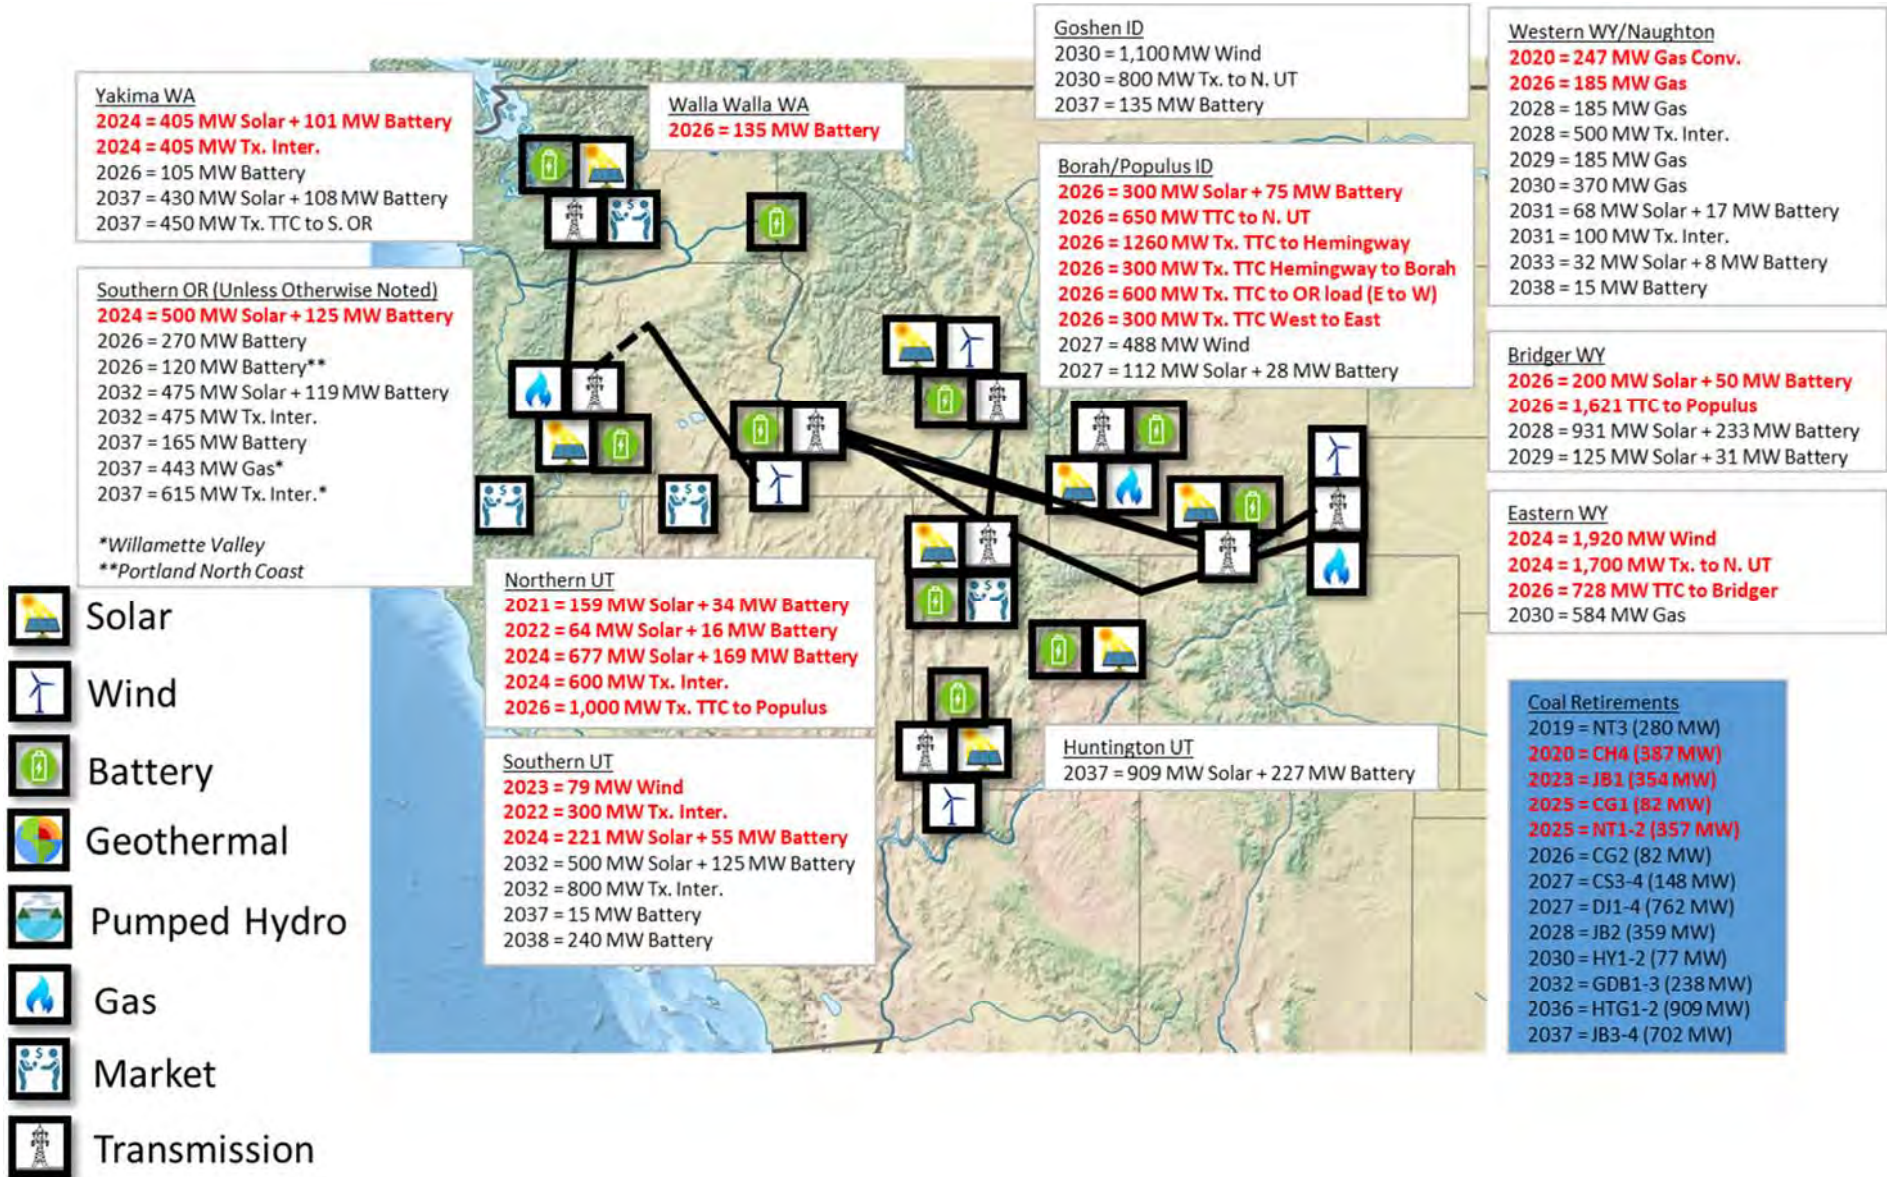 Yakima WA
2024 = 405 MW Solar + 101 MW Battery
2024 = 405 MW Tx. Inter.
2026 = 105 MW Battery
2037 = 430 MW Solar + 108 MW Battery
2037 = 450 MW Tx. TTC to S. OR
Walla Walla WA
2026 = 135 MW Battery
Goshen ID
2030 = 1,100 MW Wind
2030 = 800 MW Tx. to N. UT
2037 = 135 MW Battery
Western WY/Naughton
2020 = 247 MW Gas Conv.
2026 = 185 MW Gas
2028 = 185 MW Gas
2028 = 500 MW Tx. Inter.
2029 = 185 MW Gas
2030 = 370 MW Gas
2031 = 68 MW Solar + 17 MW Battery
2031 = 100 MW Tx. Inter.
2033 = 32 MW Solar + 8 MW Battery
2038 = 15 MW Battery
Borah/Populus ID
2026 = 300 MW Solar + 75 MW Battery
2026 = 650 MW TTC to N. UT
2026 = 1260 MW Tx. TTC to Hemingway
2026 = 300 MW Tx. TTC Hemingway to Borah
2026 = 600 MW Tx. TTC to OR load (E to W)
2026 = 300 MW Tx. TTC West to East
2027 = 488 MW Wind
2027 = 112 MW Solar + 28 MW Battery
Southern OR (Unless Otherwise Noted)
2024 = 500 MW Solar + 125 MW Battery
2026 = 270 MW Battery
2026 = 120 MW Battery**
2032 = 475 MW Solar + 119 MW Battery
2032 = 475 MW Tx. Inter.
2037 = 165 MW Battery
2037 = 443 MW Gas*
2037 = 615 MW Tx. Inter.*
*Willamette Valley
**Portland North Coast
Bridger WY
2026 = 200 MW Solar + 50 MW Battery
2026 = 1,621 TTC to Populus
2028 = 931 MW Solar + 233 MW Battery
2029 = 125 MW Solar + 31 MW Battery
Eastern WY
2024 = 1,920 MW Wind
2024 = 1,700 MW Tx. to N. UT
2026 = 728 MW TTC to Bridger
2030 = 584 MW Gas
Northern UT
2021 = 159 MW Solar + 34 MW Battery
2022 = 64 MW Solar + 16 MW Battery
2024 = 677 MW Solar + 169 MW Battery
2024 = 600 MW Tx. Inter.
2026 = 1,000 MW Tx. TTC to Populus
Southern UT
2023 = 79 MW Wind
2022 = 300 MW Tx. Inter.
2024 = 221 MW Solar + 55 MW Battery
2032 = 500 MW Solar + 125 MW Battery
2032 = 800 MW Tx. Inter.
2037 = 15 MW Battery
2038 = 240 MW Battery
Huntington UT
2037 = 909 MW Solar + 227 MW Battery
Coal Retirements
2019 = NT3 (280 MW)
2020 = CH4 (387 MW)
2023 = JB1 (354 MW)
2025 = CG1 (82 MW)
2025 = NT1-2 (357 MW)
2026 = CG2 (82 MW)
2027 = CS3-4 (148 MW)
2027 = DJ1-4 (762 MW)
2028 = JB2 (359 MW)
2030 = HY1-2 (77 MW)
2032 = GDB1-3 (238 MW)
2036 = HTG1-2 (909 MW)
2037 = JB3-4 (702 MW)
Solar
Wind
Battery
Geothermal
Pumped Hydro
Gas
Market
Transmission